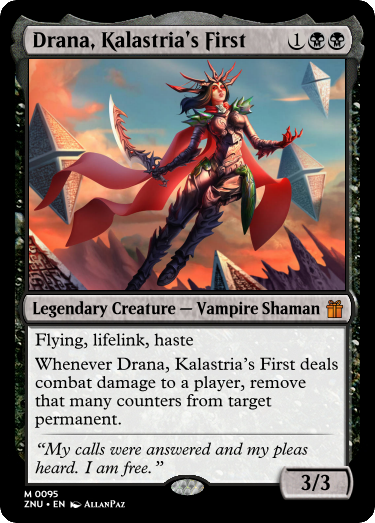 Drana, Kalastria's First 1
Legendary Creature — Vampire Shaman
Flying, lifelink, haste
Whenever Drana, Kalastria's First deals
combat damage to a player, remove
that many counters from target
permanent.
“My calls were answered and my pleas
heard. I am free.”
3/3
M 0095
ZNU • EN AllanPaz